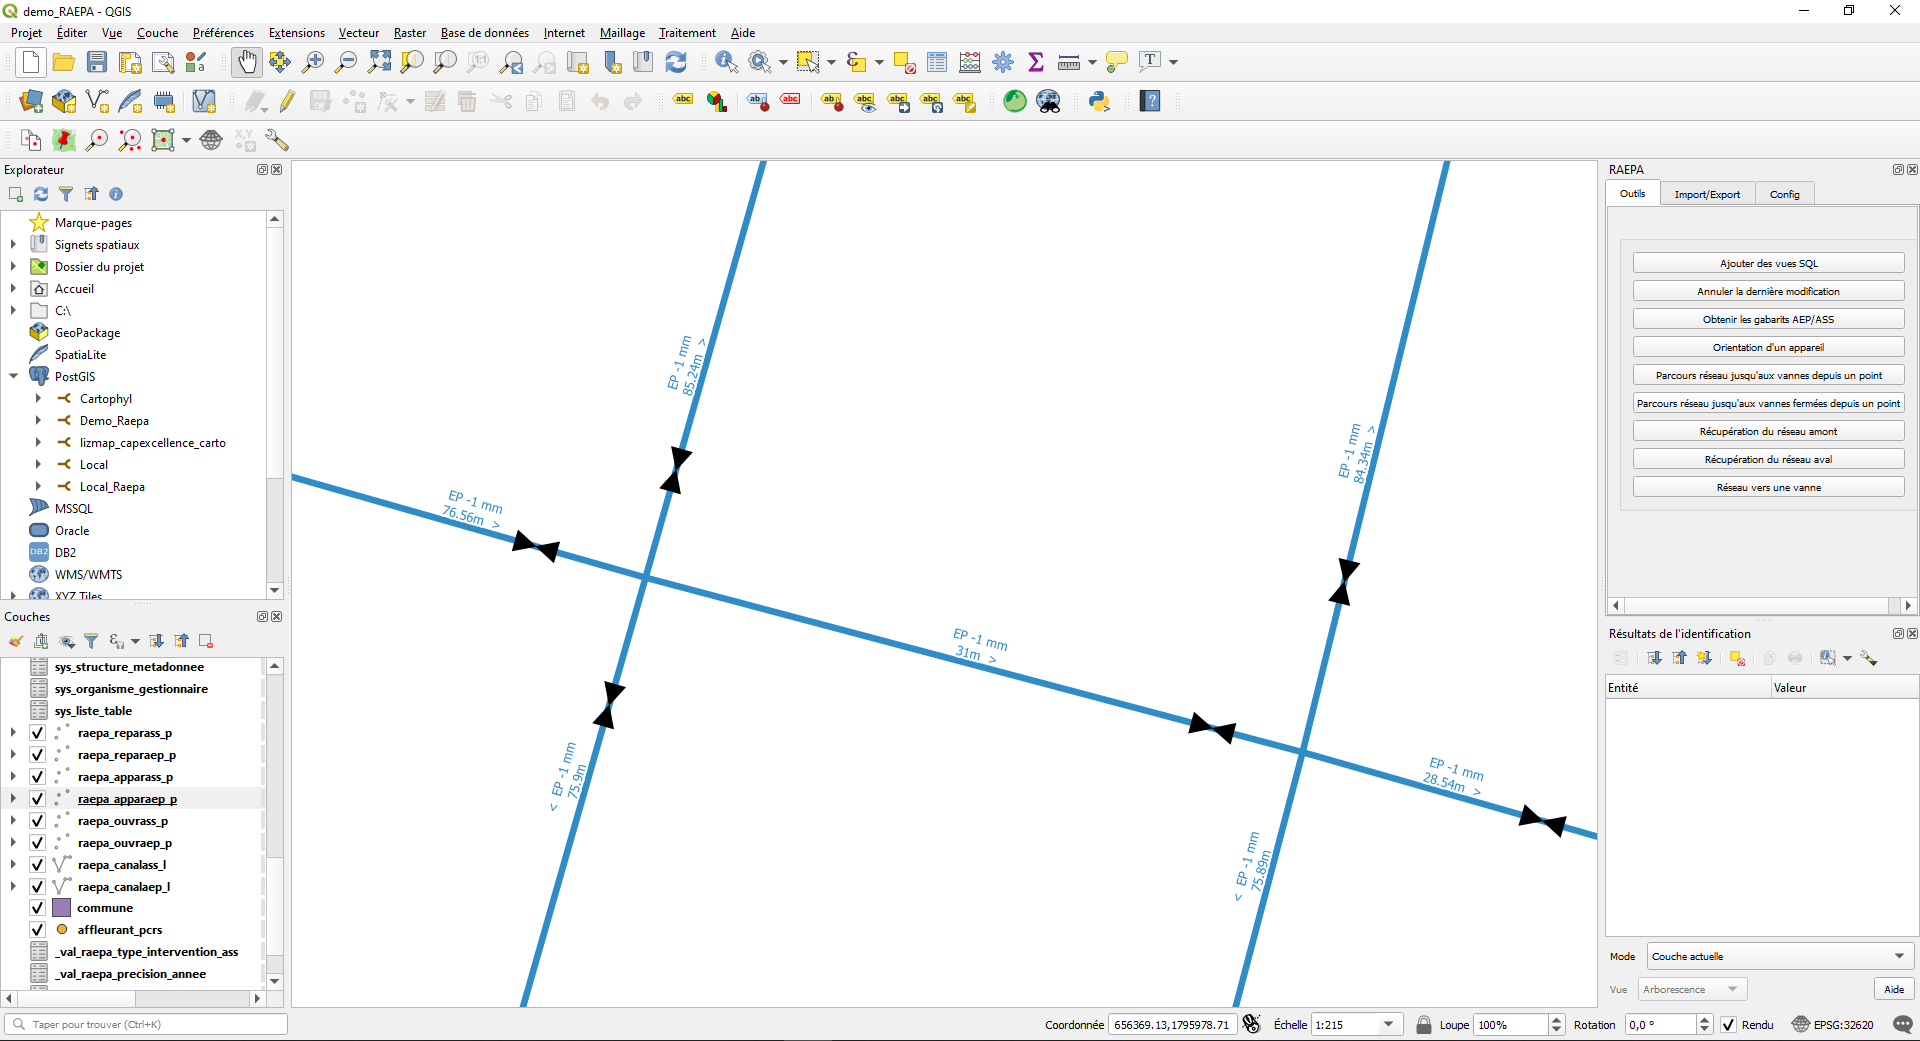 demo_RAEPA - QGIS
Projet Éditer Vue Couche Préférences Extensions Vecteur Raster Base de données Internet Maillage Traitement Aide
Explorateur
Marque-pages
Signets spatiaux
Dossier du projet
Accueil
C:\
GeoPackage
SpatiaLite
PostGIS
Cartophyl
Demo_Raepa
lizmap_capexcellence_carto
Local
Local_Raepa
MSSQL
Oracle
DB2
WMS/WMTS
XYZ Tiles
Couches
sys_structure_metadonnee
sys_organisme_gestionnaire
sys_liste_table
raepa_reparass_p
raepa_reparaep_p
raepa_apparass_p
raepa_apparaep_p
raepa_ouvrass_p
raepa_ouvraep_p
raepa_canalass_l
raepa_canalaep_l
commune
affleurant_pcrs
_val_raepa_type_intervention_ass
_val_raepa_precision_annee
EP -1 mm
85.24m >
EP -1 mm
84.34m >
EP -1 mm
76.56m >
EP -1 mm
31m >
EP -1 mm
28.54m >
< EP -1 mm
75.9m
< EP -1 mm
75.89m
RAEPA
Outils Import/Export Config
Ajouter des vues SQL
Annuler la dernière modification
Obtenir les gabarits AEP/ASS
Orientation d'un appareil
Parcours réseau jusqu'aux vannes depuis un point
Parcours réseau jusqu'aux vannes fermées depuis un point
Récupération du réseau amont
Récupération du réseau aval
Réseau vers une vanne
Résultats de l'identification
Entité Valeur
Mode Couche actuelle
Vue Arborescence Aide
Taper pour trouver (Ctrl+K)
Coordonnée 656369.13,1795978.71 Échelle 1:215 Loupe 100% Rotation 0,0 ° Rendu EPSG:32620